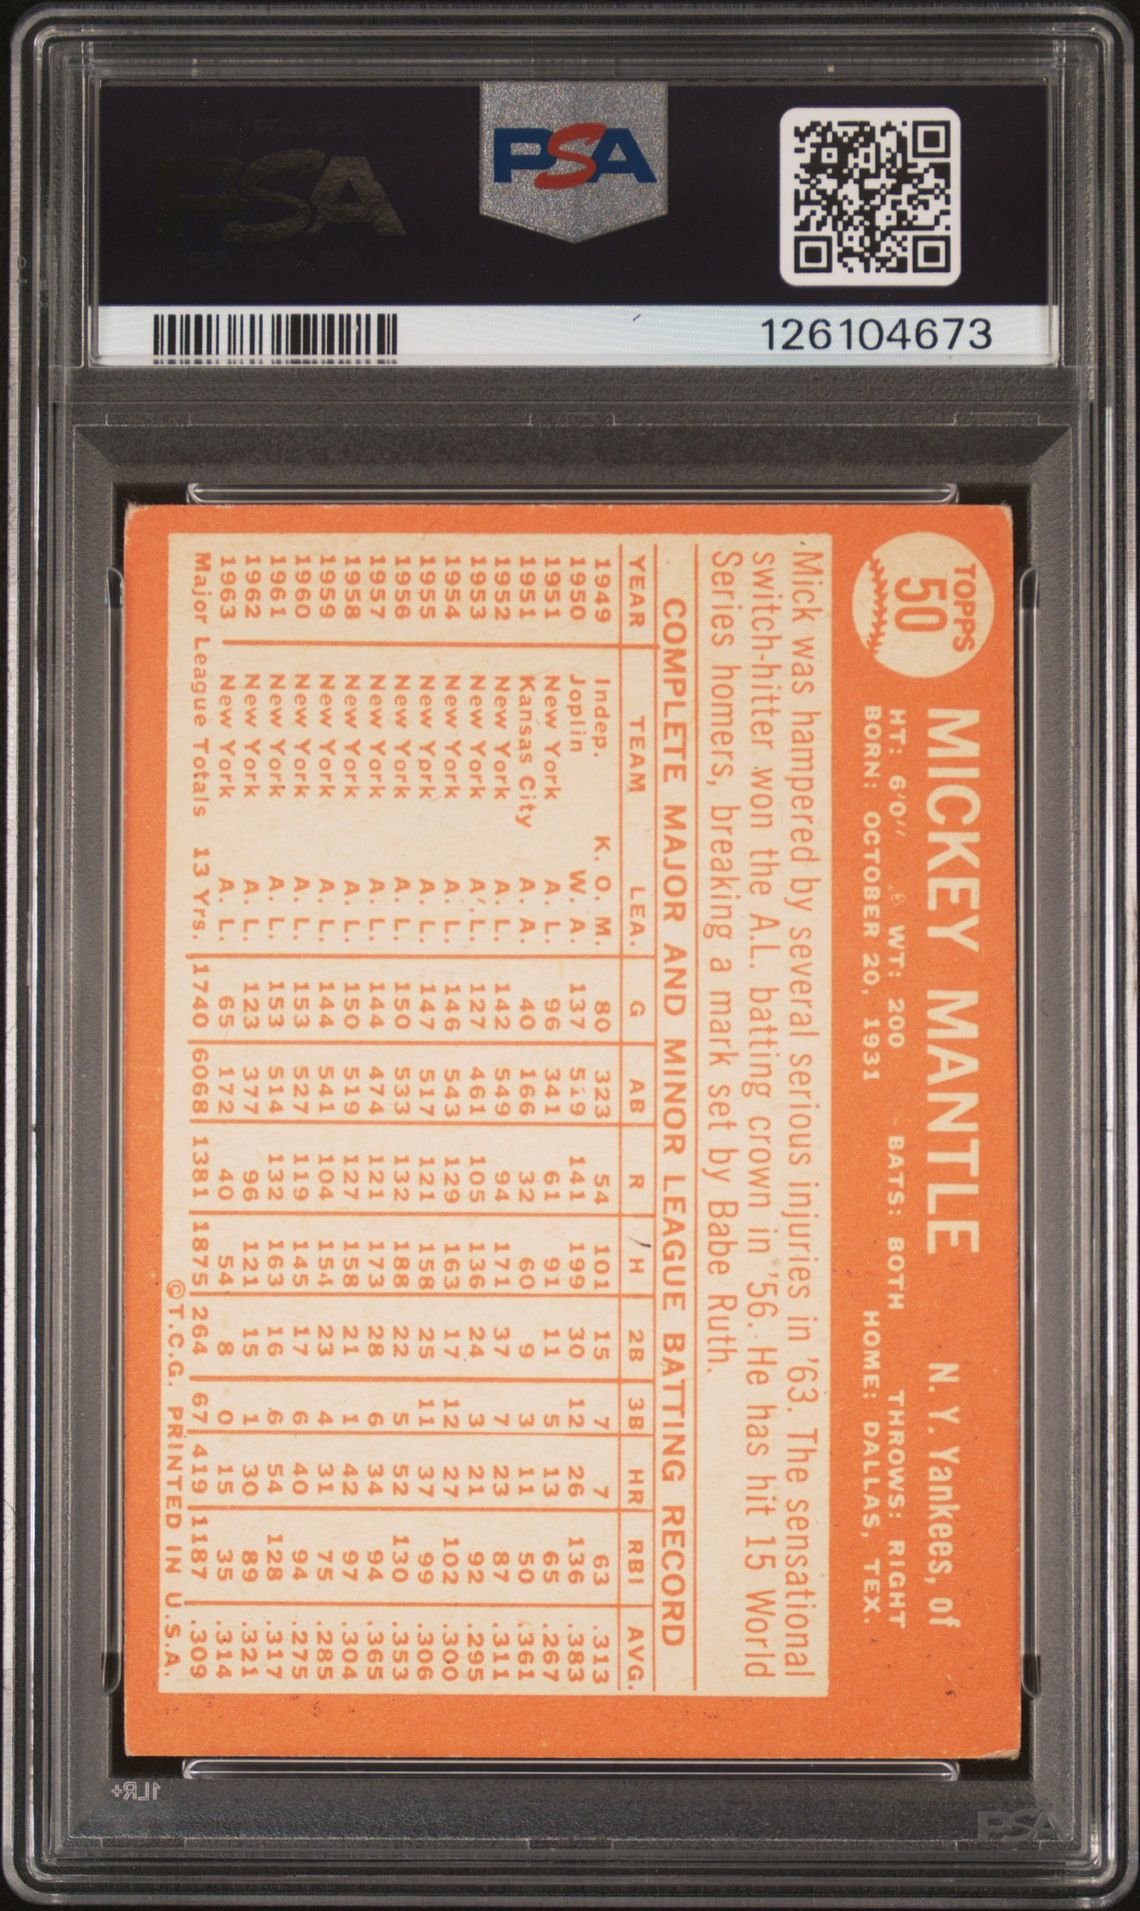 PSA
PSA
126104673
TOPPS
50
MICKEY MANTLE N. Y. Yankees, of
HT: 6'0" WT: 200 BATS: BOTH THROWS: RIGHT
BORN: OCTOBER 20, 1931 HOME: DALLAS, TEX.
Mick was hampered by several serious injuries in '63. The sensational
switch-hitter won the A.L. batting crown in '56. He has hit 15 World
Series homers, breaking a mark set by Babe Ruth.
COMPLETE MAJOR AND MINOR LEAGUE BATTING RECORD
YEAR TEAM LEA. G AB R H 2B 3B HR RBI AVG.
1949 Indep. K. O. M. 80 323 54 101 15 7 7 63 .313
1950 Joplin W. A. 137 519 141 199 30 12 26 136 .383
1951 New York A. L. 96 341 61 91 11 5 13 65 .267
1951 Kansas City A. A. 40 166 32 60 9 3 11 50 .361
1952 New York A. L. 142 549 94 171 37 7 23 87 .311
1953 New York A. L. 127 461 105 136 24 3 21 92 .295
1954 New York A. L. 146 543 129 163 17 12 27 102 .300
1955 New York A. L. 147 517 121 158 25 11 37 99 .306
1956 New York A. L. 150 533 132 188 22 5 52 130 .353
1957 New York A. L. 144 474 121 173 28 6 34 94 .365
1958 New York A. L. 150 519 127 158 21 1 42 97 .304
1959 New York A. L. 144 541 104 154 23 4 31 75 .285
1960 New York A. L. 153 527 119 145 17 6 40 94 .275
1961 New York A. L. 153 514 132 163 16 6 54 128 .317
1962 New York A. L. 123 377 96 121 15 1 30 89 .321
1963 New York A. L. 65 172 40 54 8 0 15 35 .314
Major League Totals 13 Yrs. 1740 6068 1381 1875 264 67 419 1187 .309
©T.C.G. PRINTED IN U.S.A.
1LR+
PSA